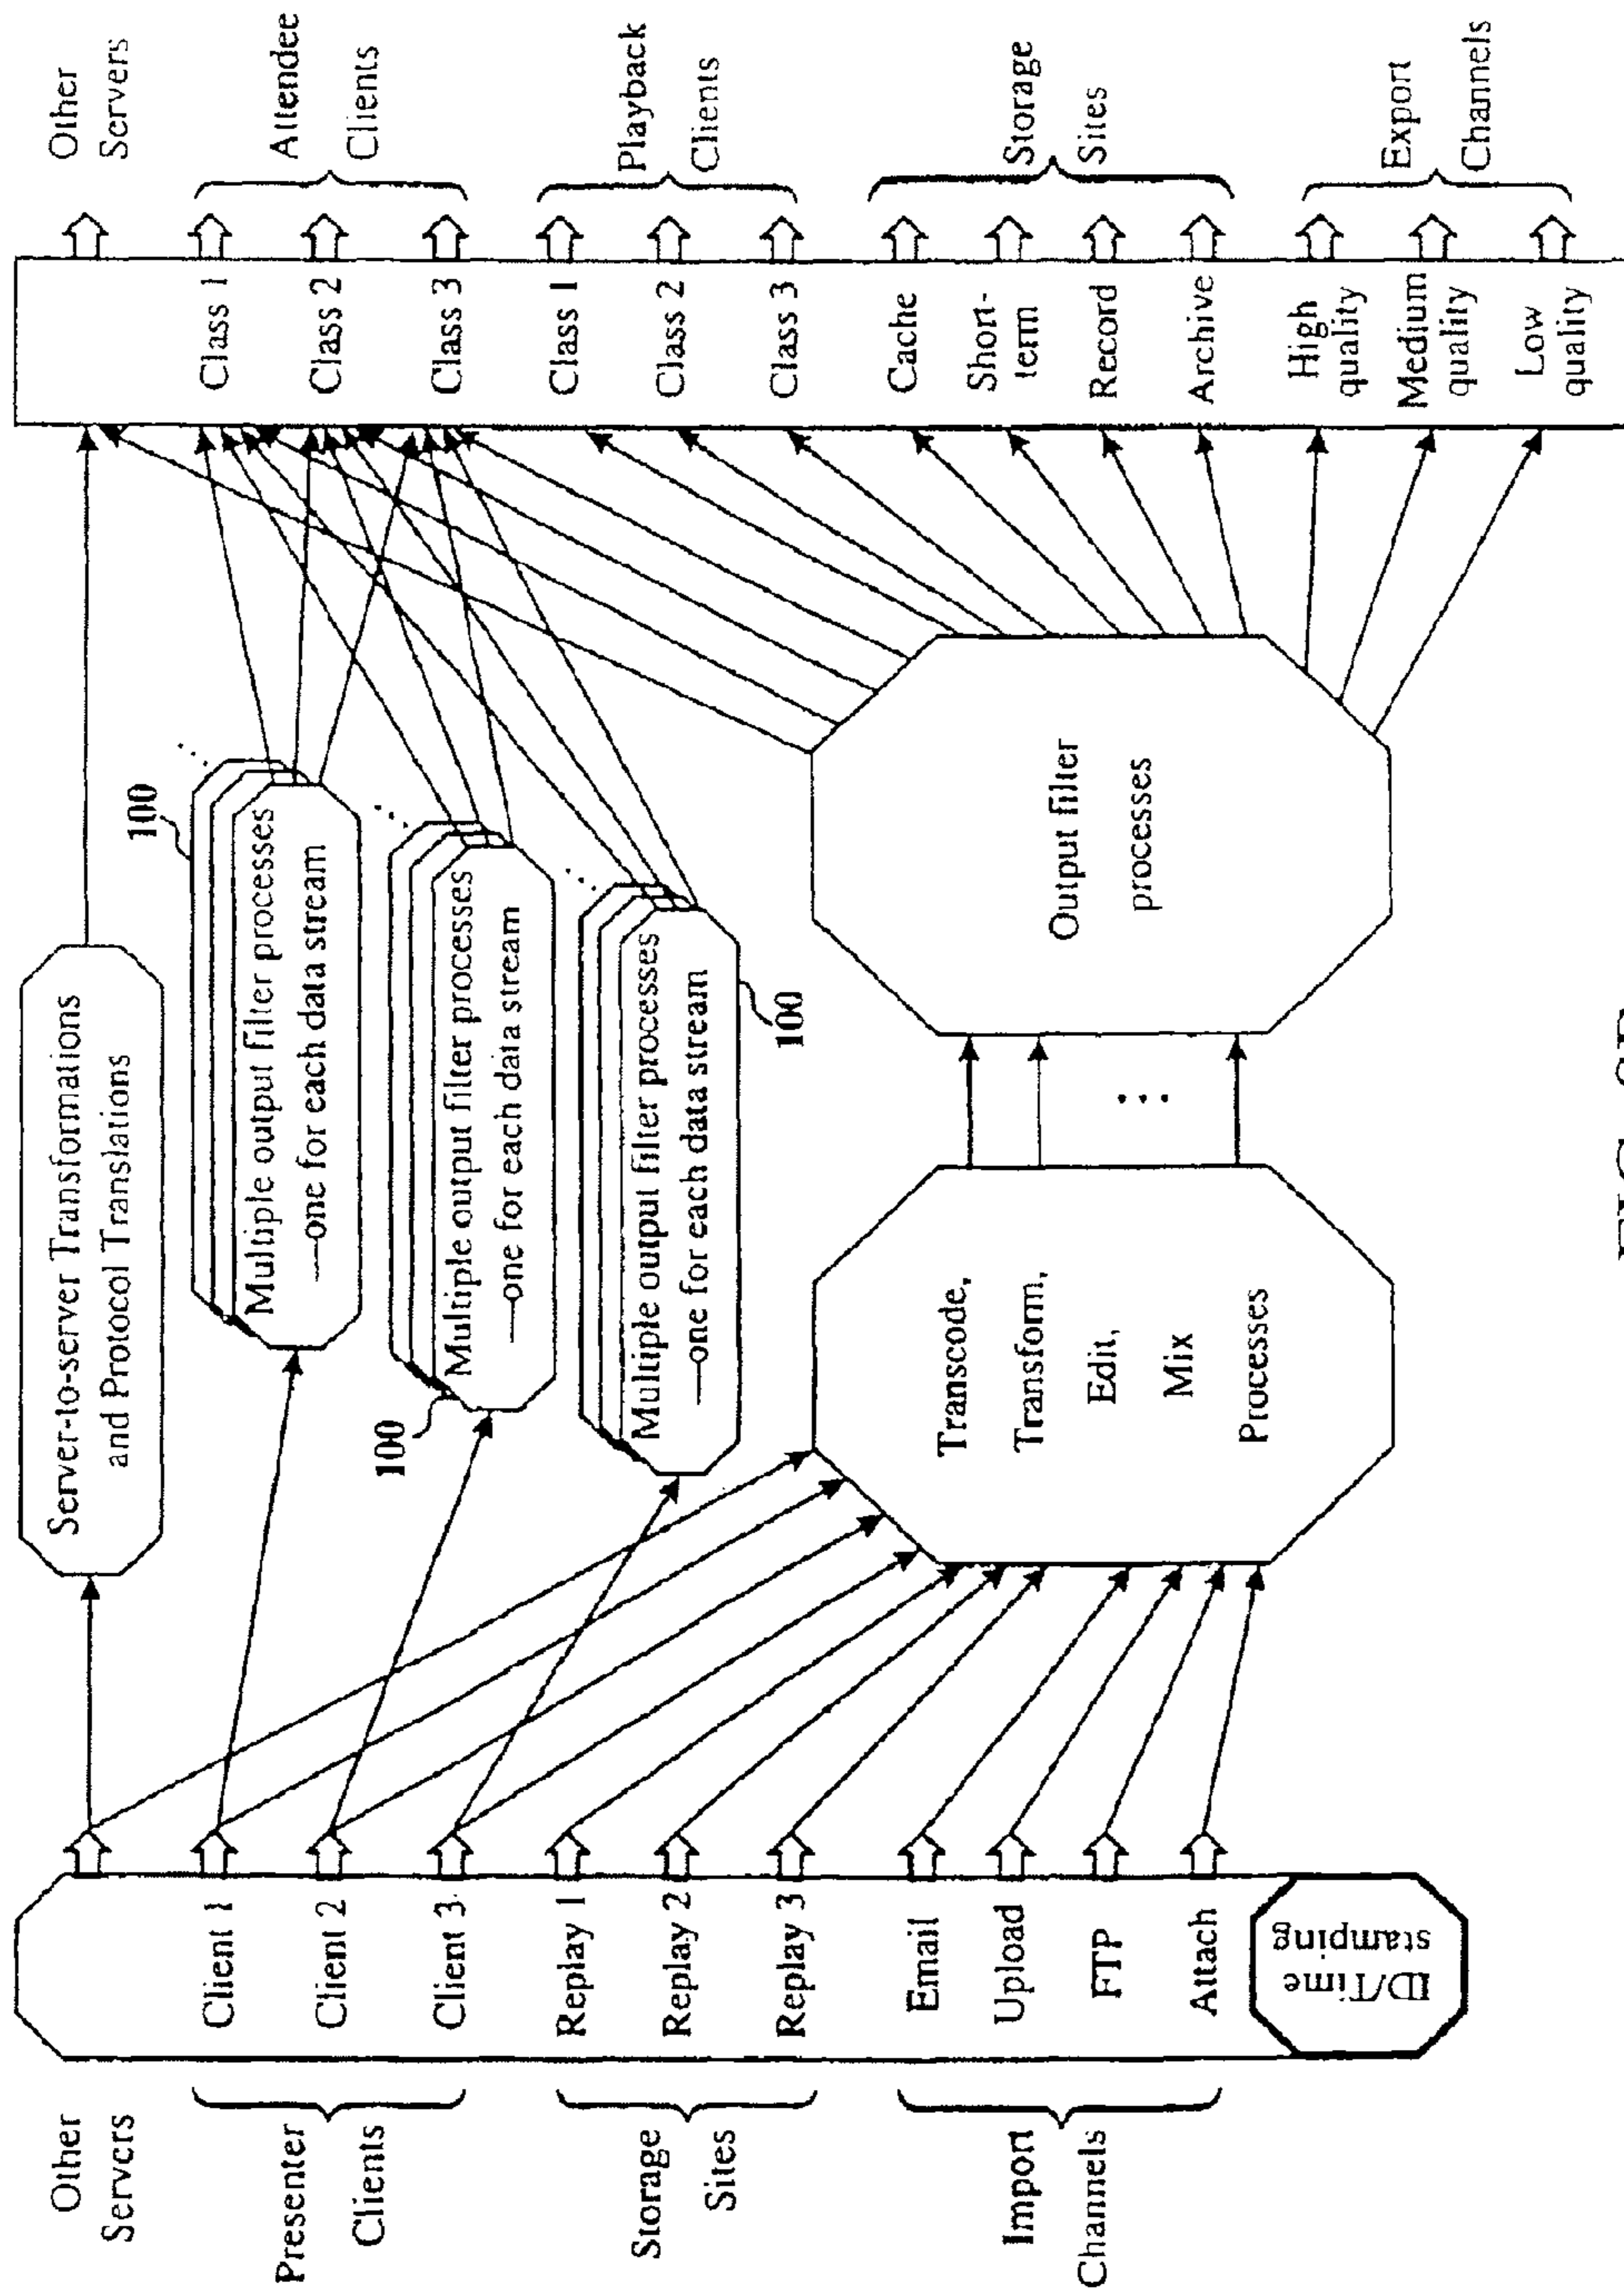 Other
Servers
Presenter
Clients
Storage
Sites
Import
Channels
Client 1
Client 2
Client 3
Replay 1
Replay 2
Replay 3
Email
Upload
FTP
Attach
ID/Time
stamping
Server-to-server Transformations
and Protocol Translations
100
Multiple output filter processes
—one for each data stream
100
Multiple output filter processes
—one for each data stream
Multiple output filter processes
—one for each data stream
100
Transcode,
Transform,
Edit,
Mix
Processes
...
Output filter
processes
Class 1
Class 2
Class 3
Class 1
Class 2
Class 3
Cache
Short-
term
Record
Archive
High
quality
Medium
quality
Low
quality
Other
Servers
Attendee
Clients
Playback
Clients
Storage
Sites
Export
Channels